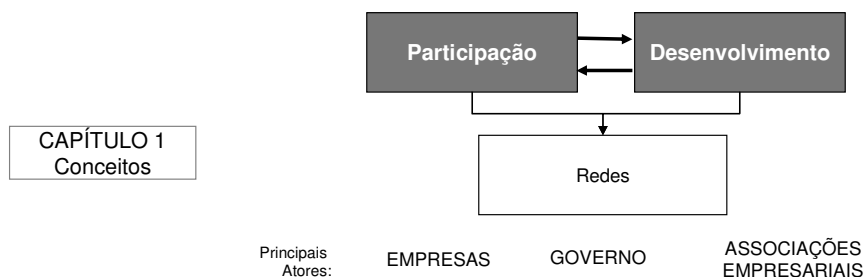 Participação
Desenvolvimento
CAPÍTULO 1
Conceitos
Redes
Principais
Atores:
EMPRESAS
GOVERNO
ASSOCIAÇÕES
EMPRESARIAIS